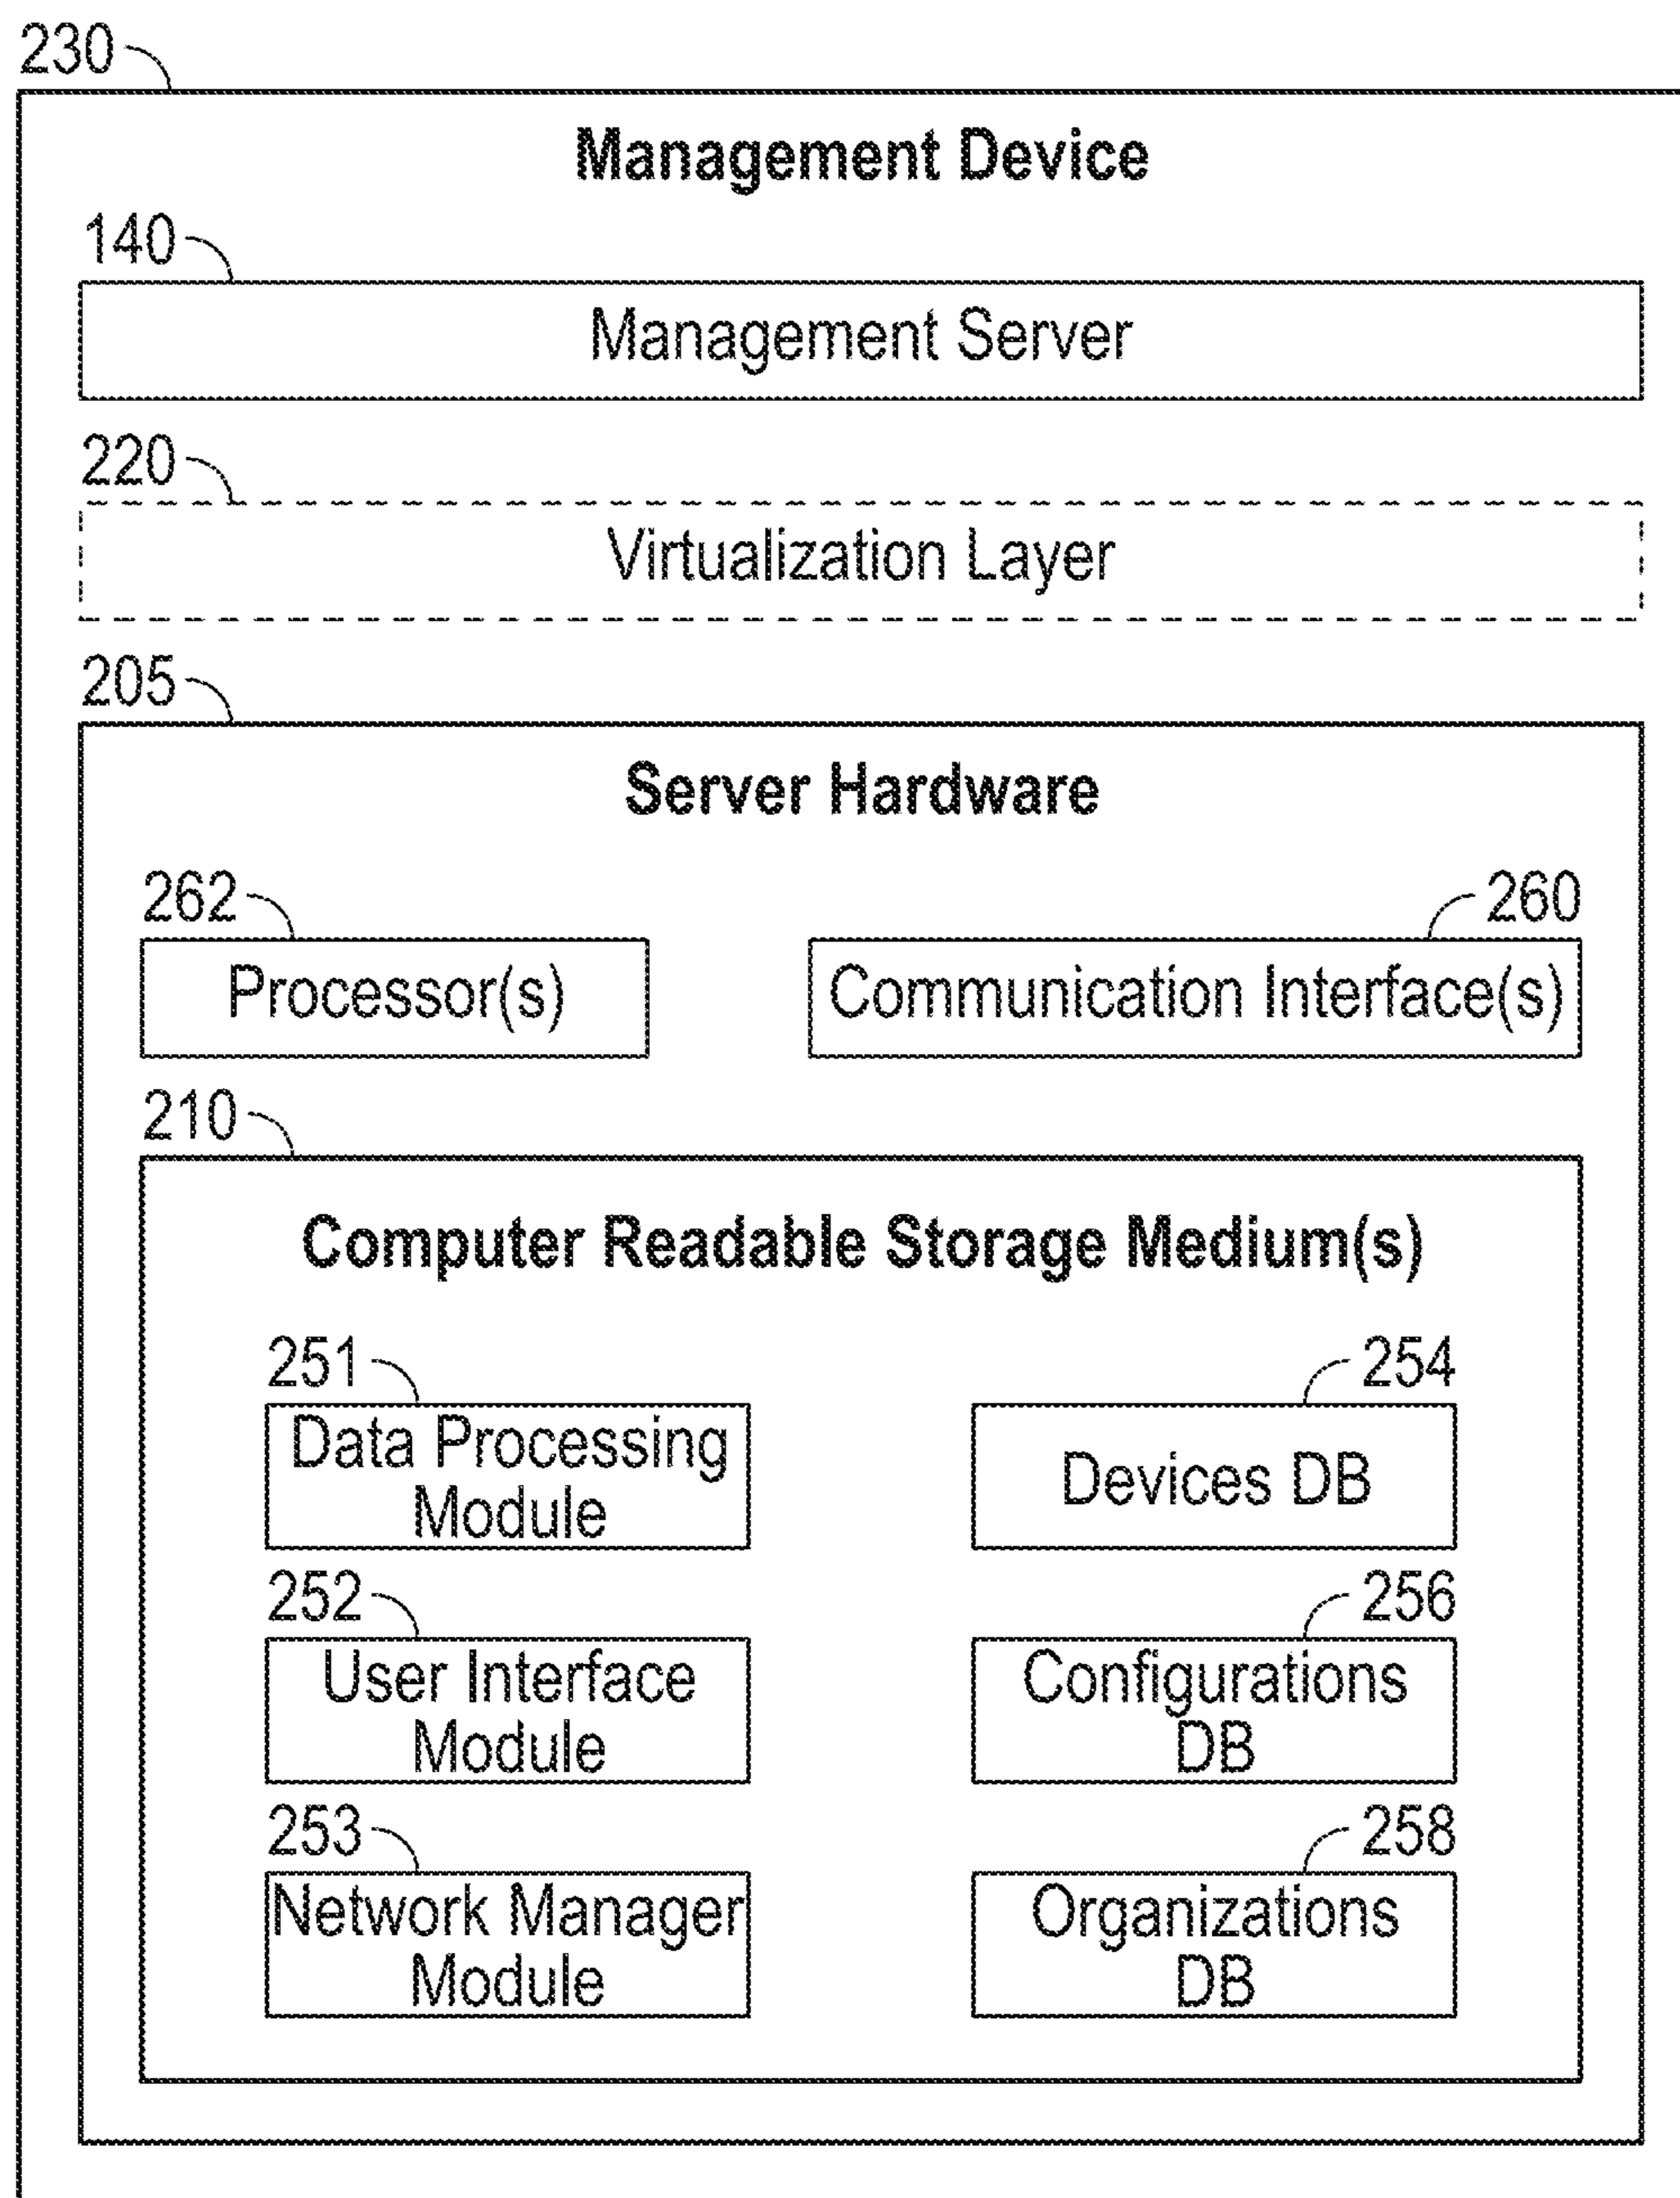 230
Management Device
140
Management Server
220
Virtualization Layer
205
Server Hardware
262
260
Processor(s)
Communication Interface(s)
210
Computer Readable Storage Medium(s)
251
254
Data Processing
Module
Devices DB
252
256
User Interface
Module
Configurations
DB
253
258
Network Manager
Module
Organizations
DB